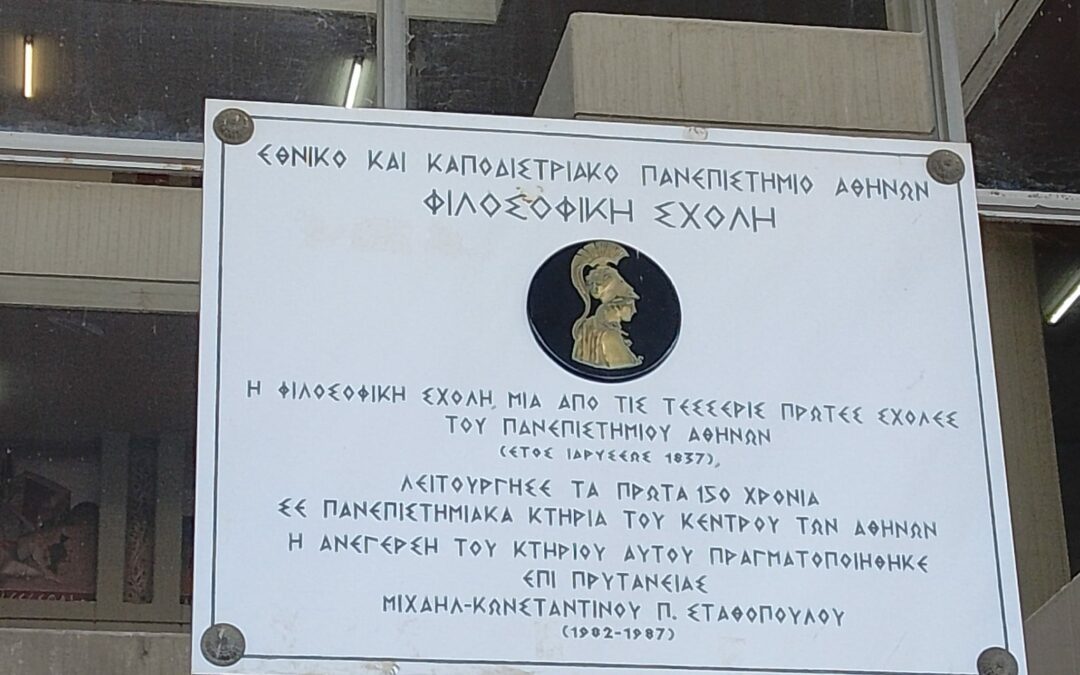 ΕΘΝΙΚΟ ΚΑΙ ΚΑΠΟΔΙΣΤΡΙΑΚΟ ΠΑΝΕΠΙΣΤΗΜΙΟ ΑΘΗΝΩΝ
ΦΙΛΟΣΟΦΙΚΗ ΣΧΟΛΗ
Η ΦΙΛΟΣΟΦΙΚΗ ΣΧΟΛΗ, ΜΙΑ ΑΠΟ ΤΙΣ ΤΕΣΣΕΡΙΣ ΠΡΩΤΕΣ ΣΧΟΛΕΣ
ΤΟΥ ΠΑΝΕΠΙΣΤΗΜΙΟΥ ΑΘΗΝΩΝ
(ΕΤΟΣ ΙΔΡΥΣΕΩΣ 1837),
ΛΕΙΤΟΥΡΓΗΣΕ ΤΑ ΠΡΩΤΑ 150 ΧΡΟΝΙΑ
ΣΕ ΠΑΝΕΠΙΣΤΗΜΙΑΚΑ ΚΤΗΡΙΑ ΤΟΥ ΚΕΝΤΡΟΥ ΤΩΝ ΑΘΗΝΩΝ
Η ΑΝΕΓΕΡΣΗ ΤΟΥ ΚΤΗΡΙΟΥ ΑΥΤΟΥ ΠΡΑΓΜΑΤΟΠΟΙΗΘΗΚΕ
ΕΠΙ ΠΡΥΤΑΝΕΙΑΣ
ΜΙΧΑΗΛ-ΚΩΝΣΤΑΝΤΙΝΟΥ Π. ΣΤΑΘΟΠΟΥΛΟΥ
(1982-1987)